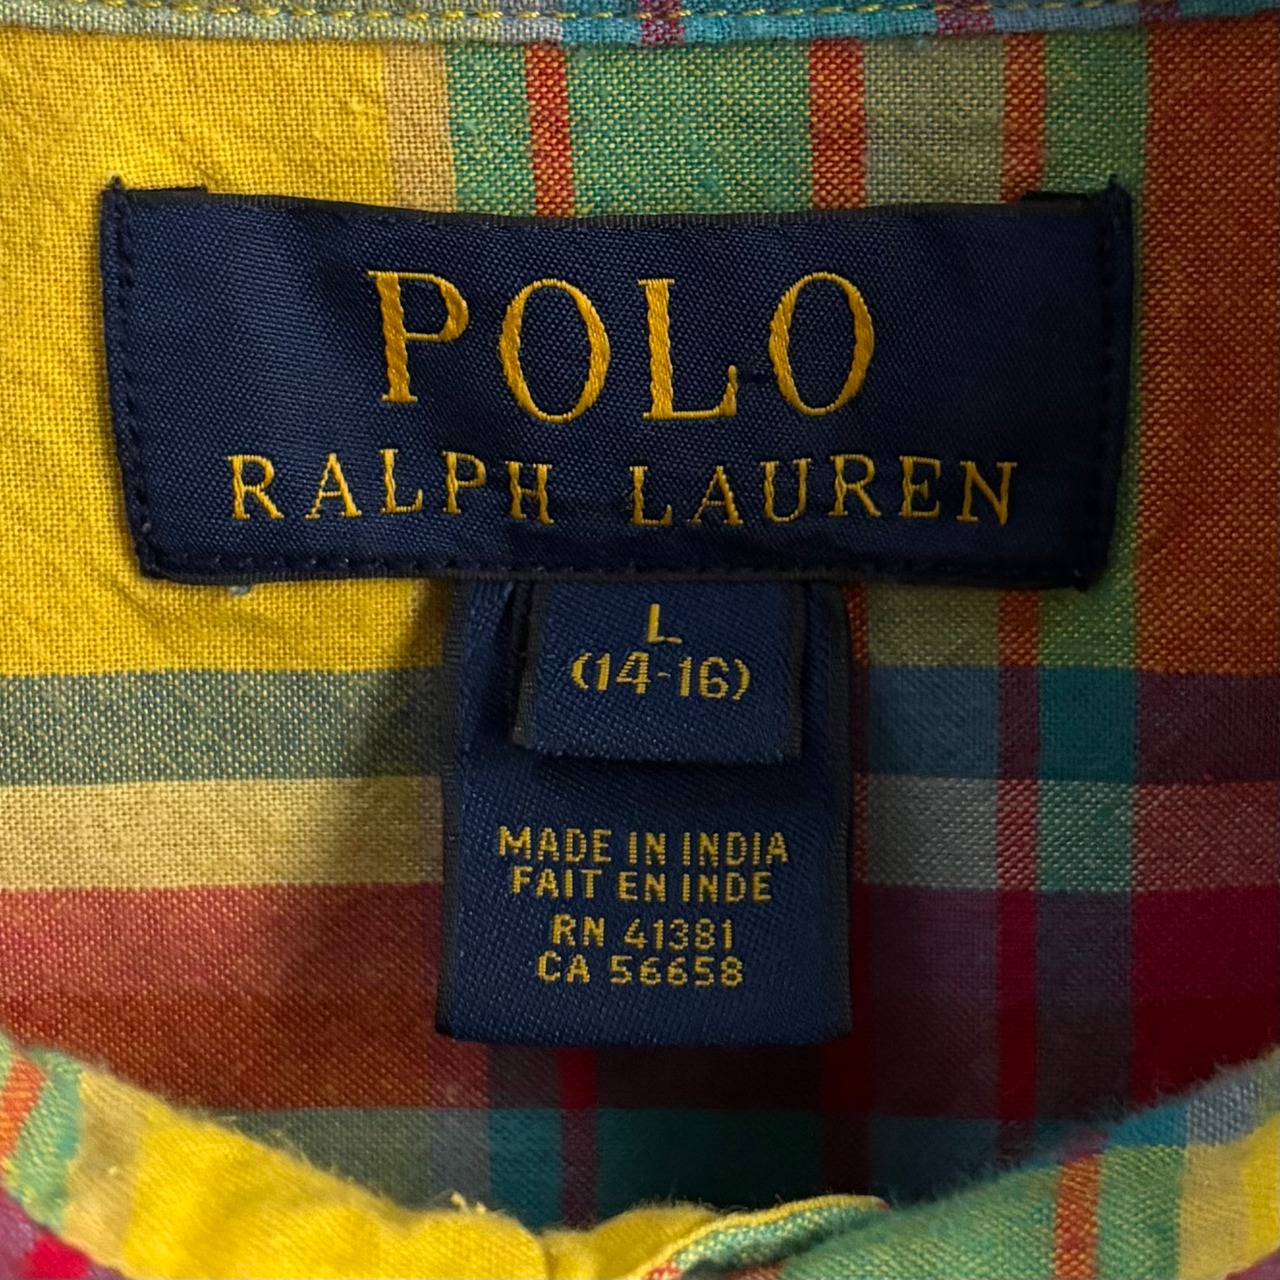 POLO
RALPH LAUREN
L
(14-16)
MADE IN INDIA
FAIT EN INDE
RN 41381
CA 56658